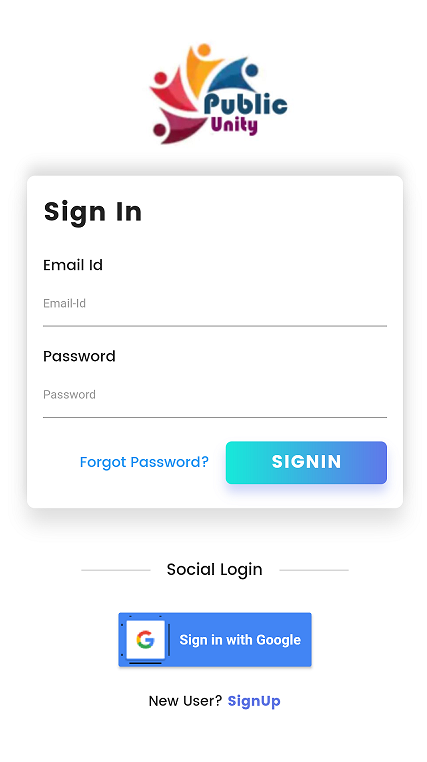 Public
Unity
Sign In
Email Id
Email-Id
Password
Password
Forgot Password?
SIGNIN
Social Login
Sign in with Google
New User? SignUp